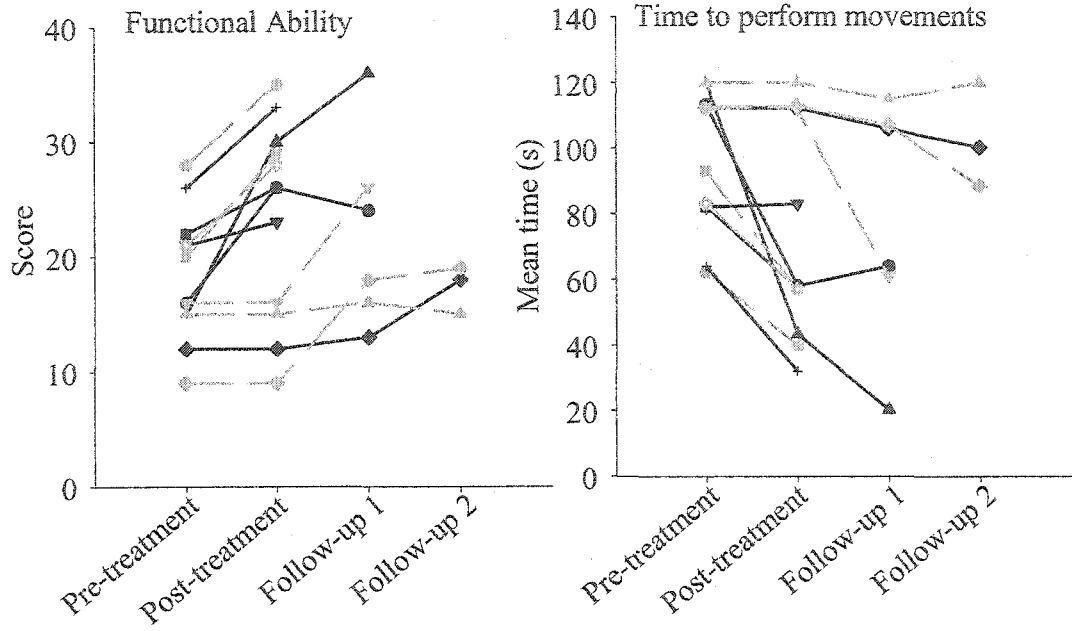 Functional Ability
40
30
20
10
0
Score
Pre-treatment
Post-treatment
Follow-up 1
Follow-up 2
Time to perform movements
140
120
100
80
60
40
20
0
Mean time (s)
Pre-treatment
Post-treatment
Follow-up 1
Follow-up 2